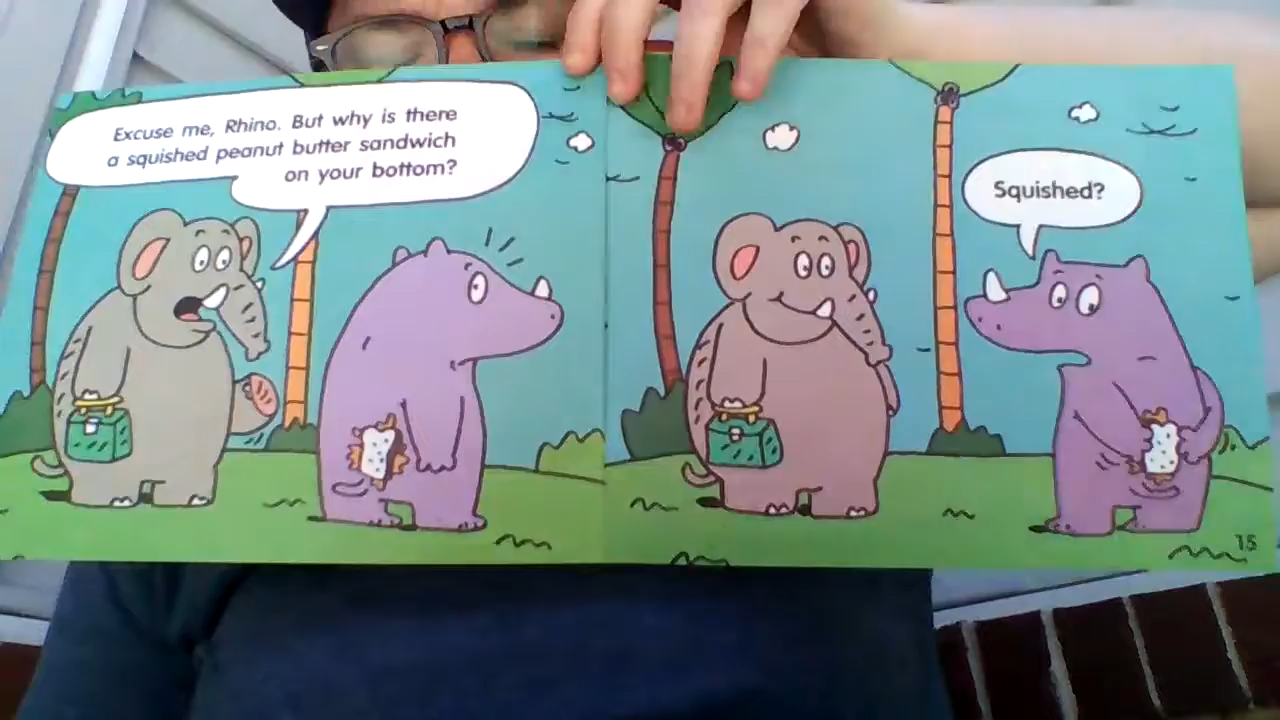 Excuse me, Rhino. But why is there
a squished peanut butter sandwich
on your bottom?
Squished?
15